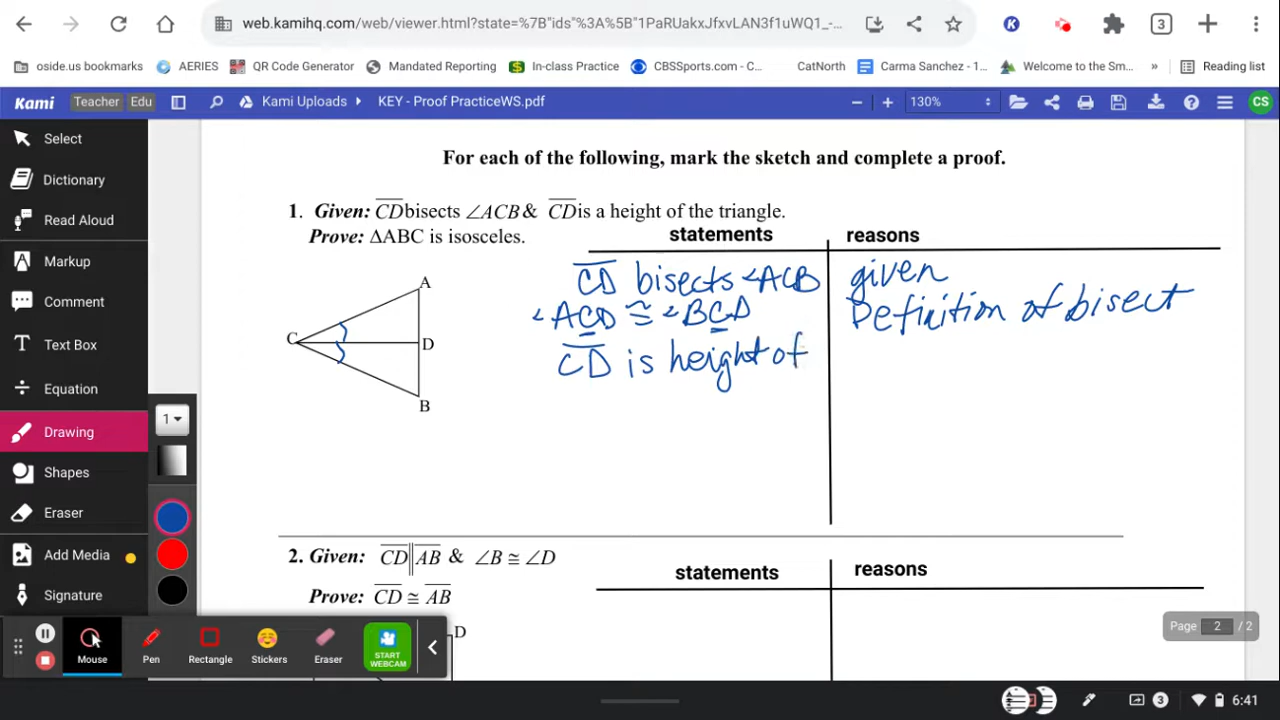 web.kamihq.com/web/viewer.html?state=%7B"ids"%3A%5B"1PaRUakxJfxvLAN3f1uWQ1_-...
3
oside.us bookmarks AERIES QR Code Generator Mandated Reporting In-class Practice CBSSports.com - C... CatNorth Carma Sanchez - 1... Welcome to the Sm... » Reading list
Kami Teacher Edu Kami Uploads KEY - Proof PracticeWS.pdf 130% CS
Select
Dictionary
Read Aloud
Markup
Comment
Text Box
Equation
Drawing
Shapes
Eraser
Add Media
Signature
1
For each of the following, mark the sketch and complete a proof.
1. Given: CD bisects ∠ACB & CD is a height of the triangle.
Prove: ΔABC is isosceles.
statements reasons
CD bisects ∠ACB given
∠ACD ≅ ∠BCD Definition of bisect
CD is height of
A
C
D
B
2. Given: CD || AB & ∠B ≅ ∠D
Prove: CD ≅ AB
statements reasons
D
Page 2 / 2
Mouse Pen Rectangle Stickers Eraser START WEBCAM
3 6:41